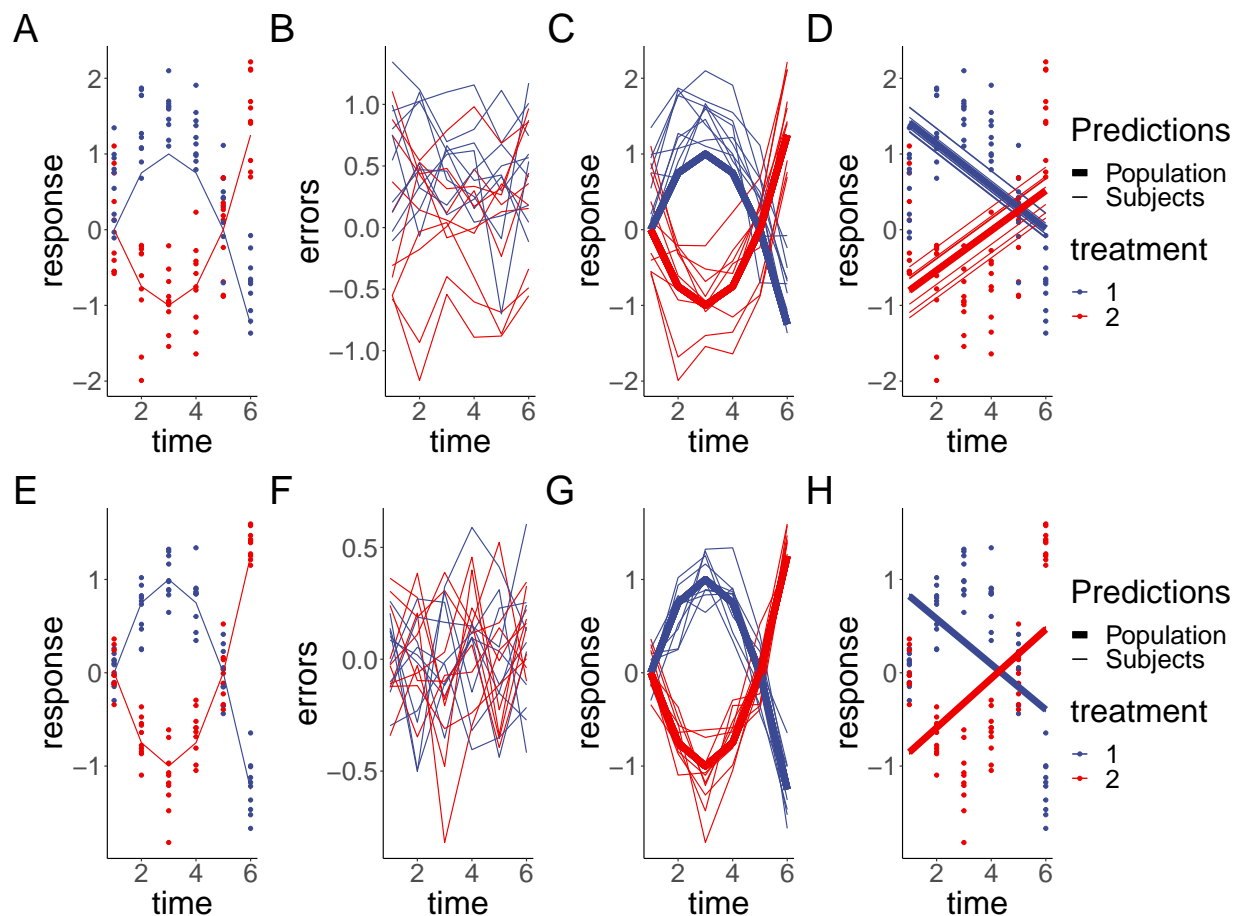 A B C D
response
2
1
0
−1
−2
2 4 6
time
errors
1.0
0.5
0.0
−0.5
−1.0
2 4 6
time
response
2
1
0
−1
−2
2 4 6
time
response
2
1
0
−1
−2
2 4 6
time
Predictions
Population
Subjects
treatment
1
2
E F G H
response
1
0
−1
2 4 6
time
errors
0.5
0.0
−0.5
2 4 6
time
response
1
0
−1
2 4 6
time
response
1
0
−1
2 4 6
time
Predictions
Population
Subjects
treatment
1
2